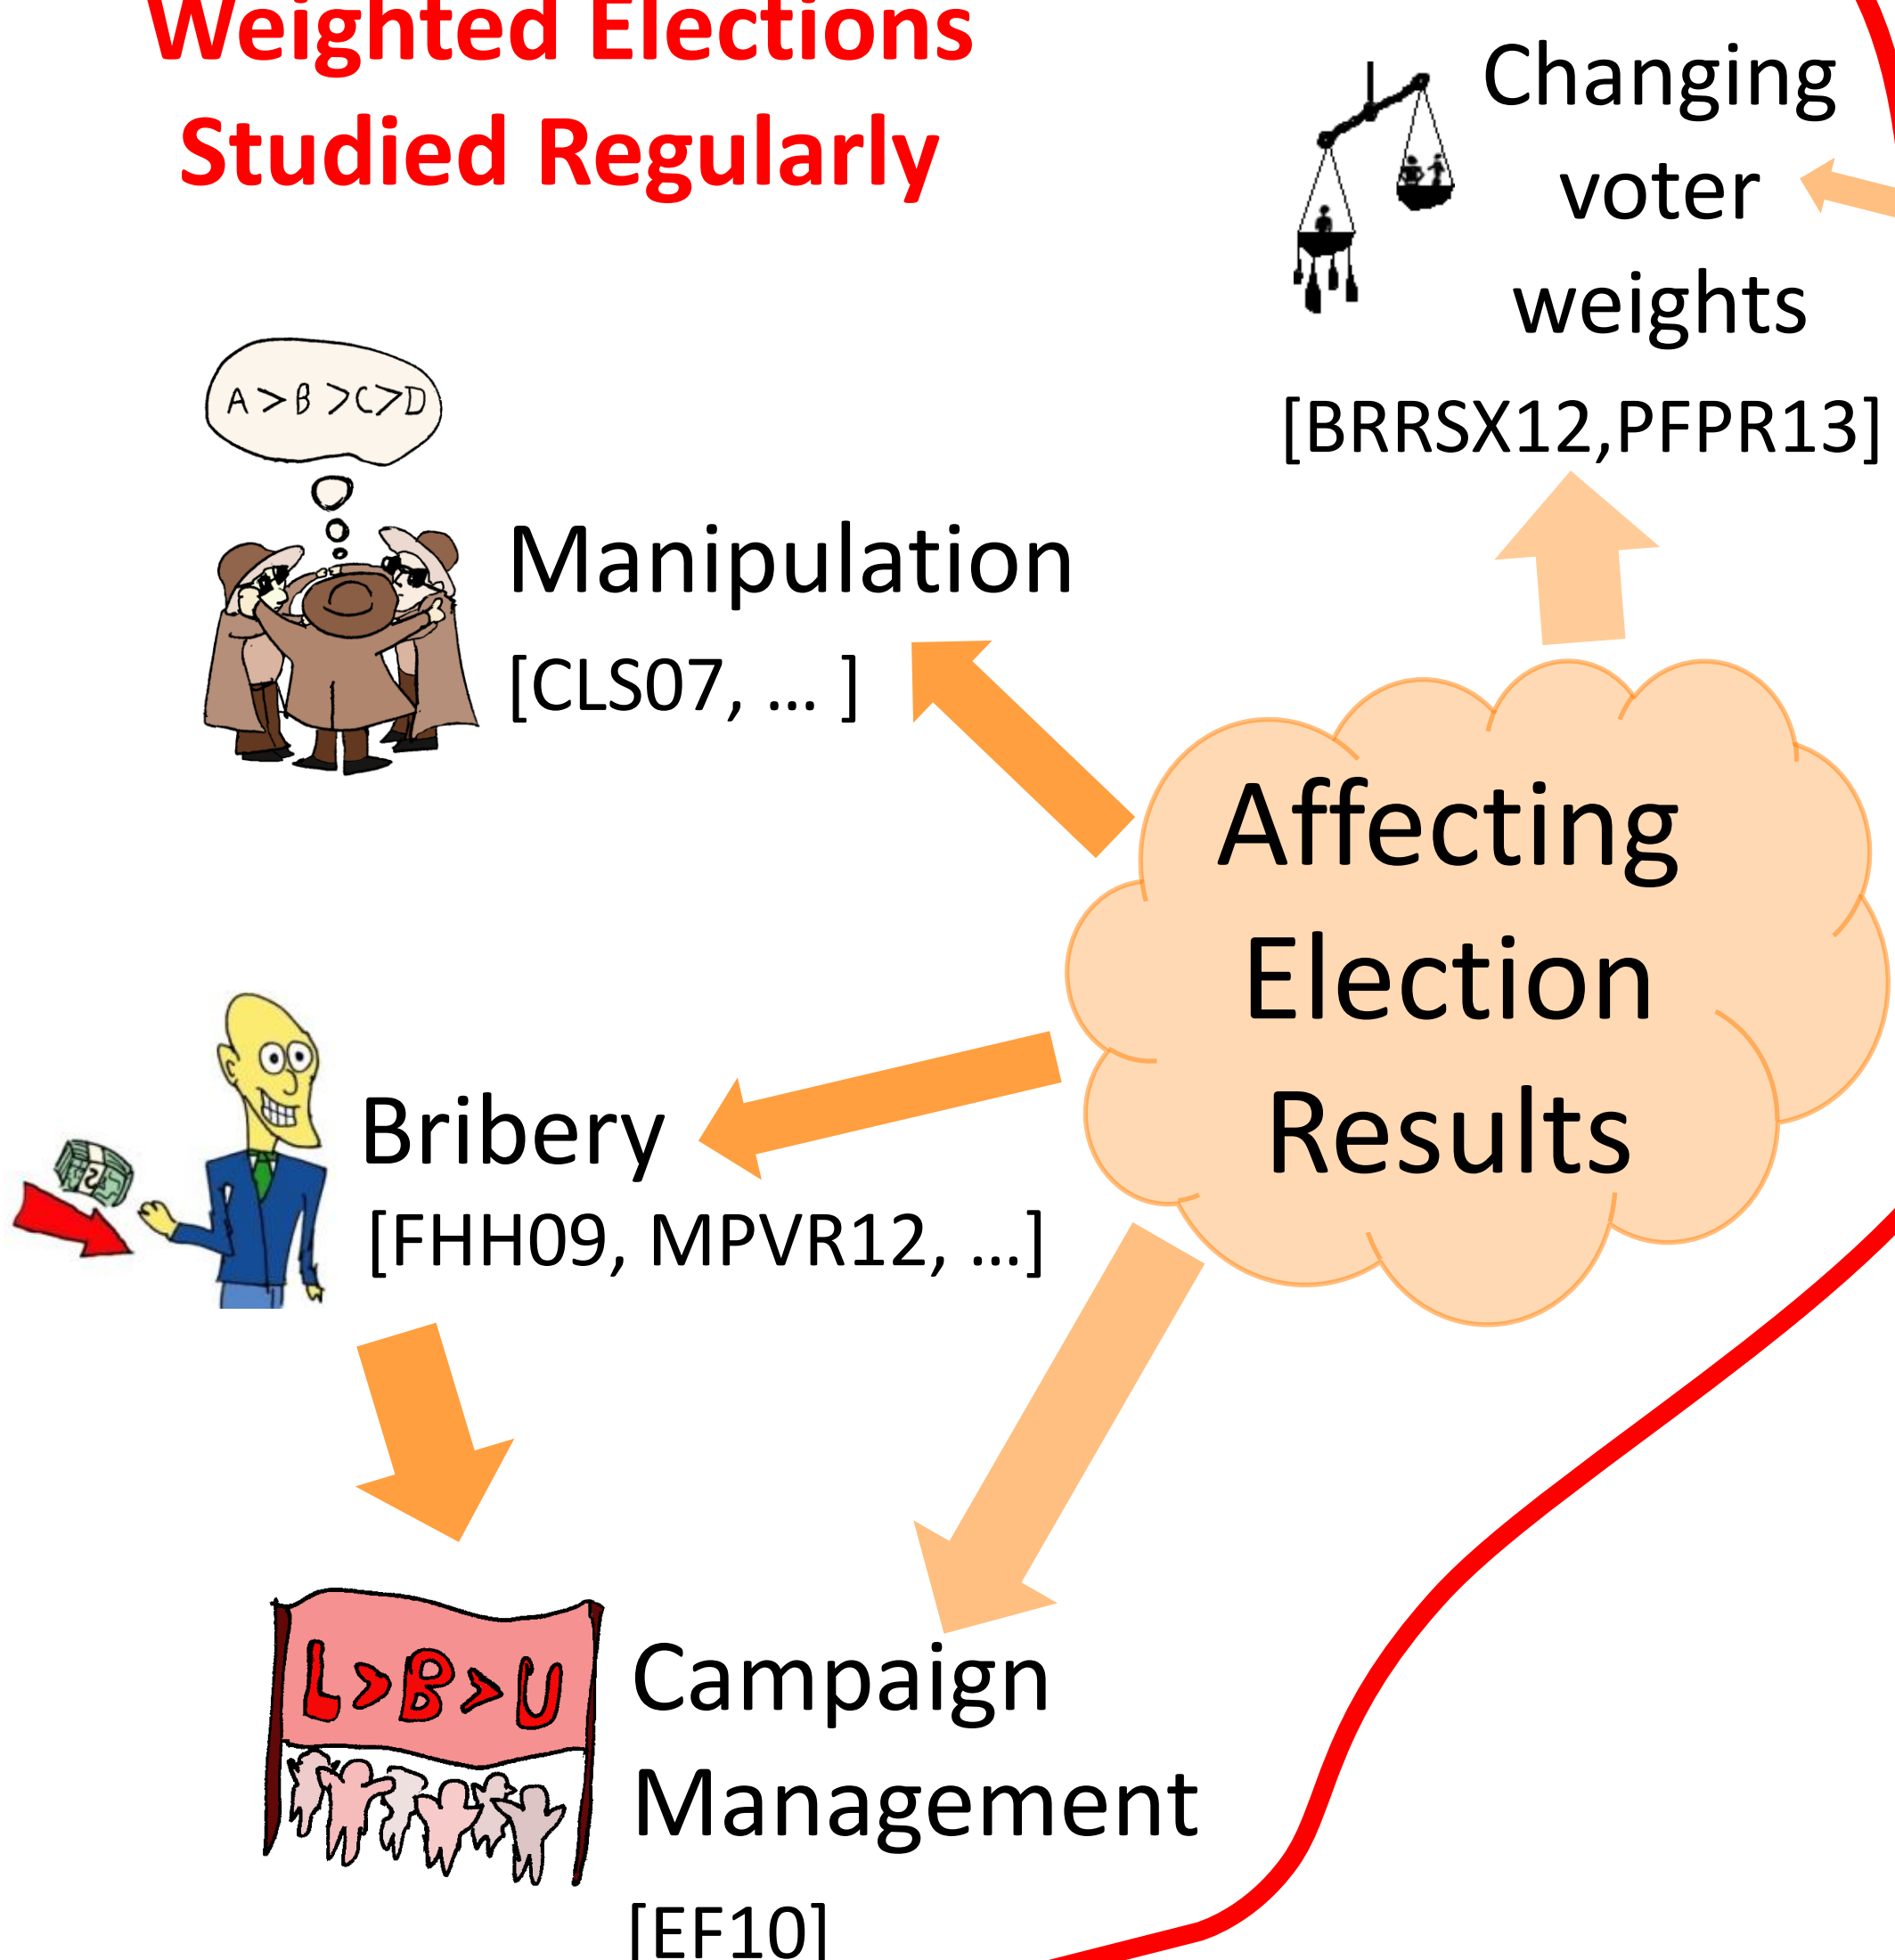 Weighted Elections
Studied Regularly
Changing
voter
weights
[BRRSX12,PFPR13]
A>B>C>D
Manipulation
[CLS07, ... ]
Affecting
Election
Results
Bribery
[FHH09, MPVR12, ...]
L>B>U
Campaign
Management
[EF10]